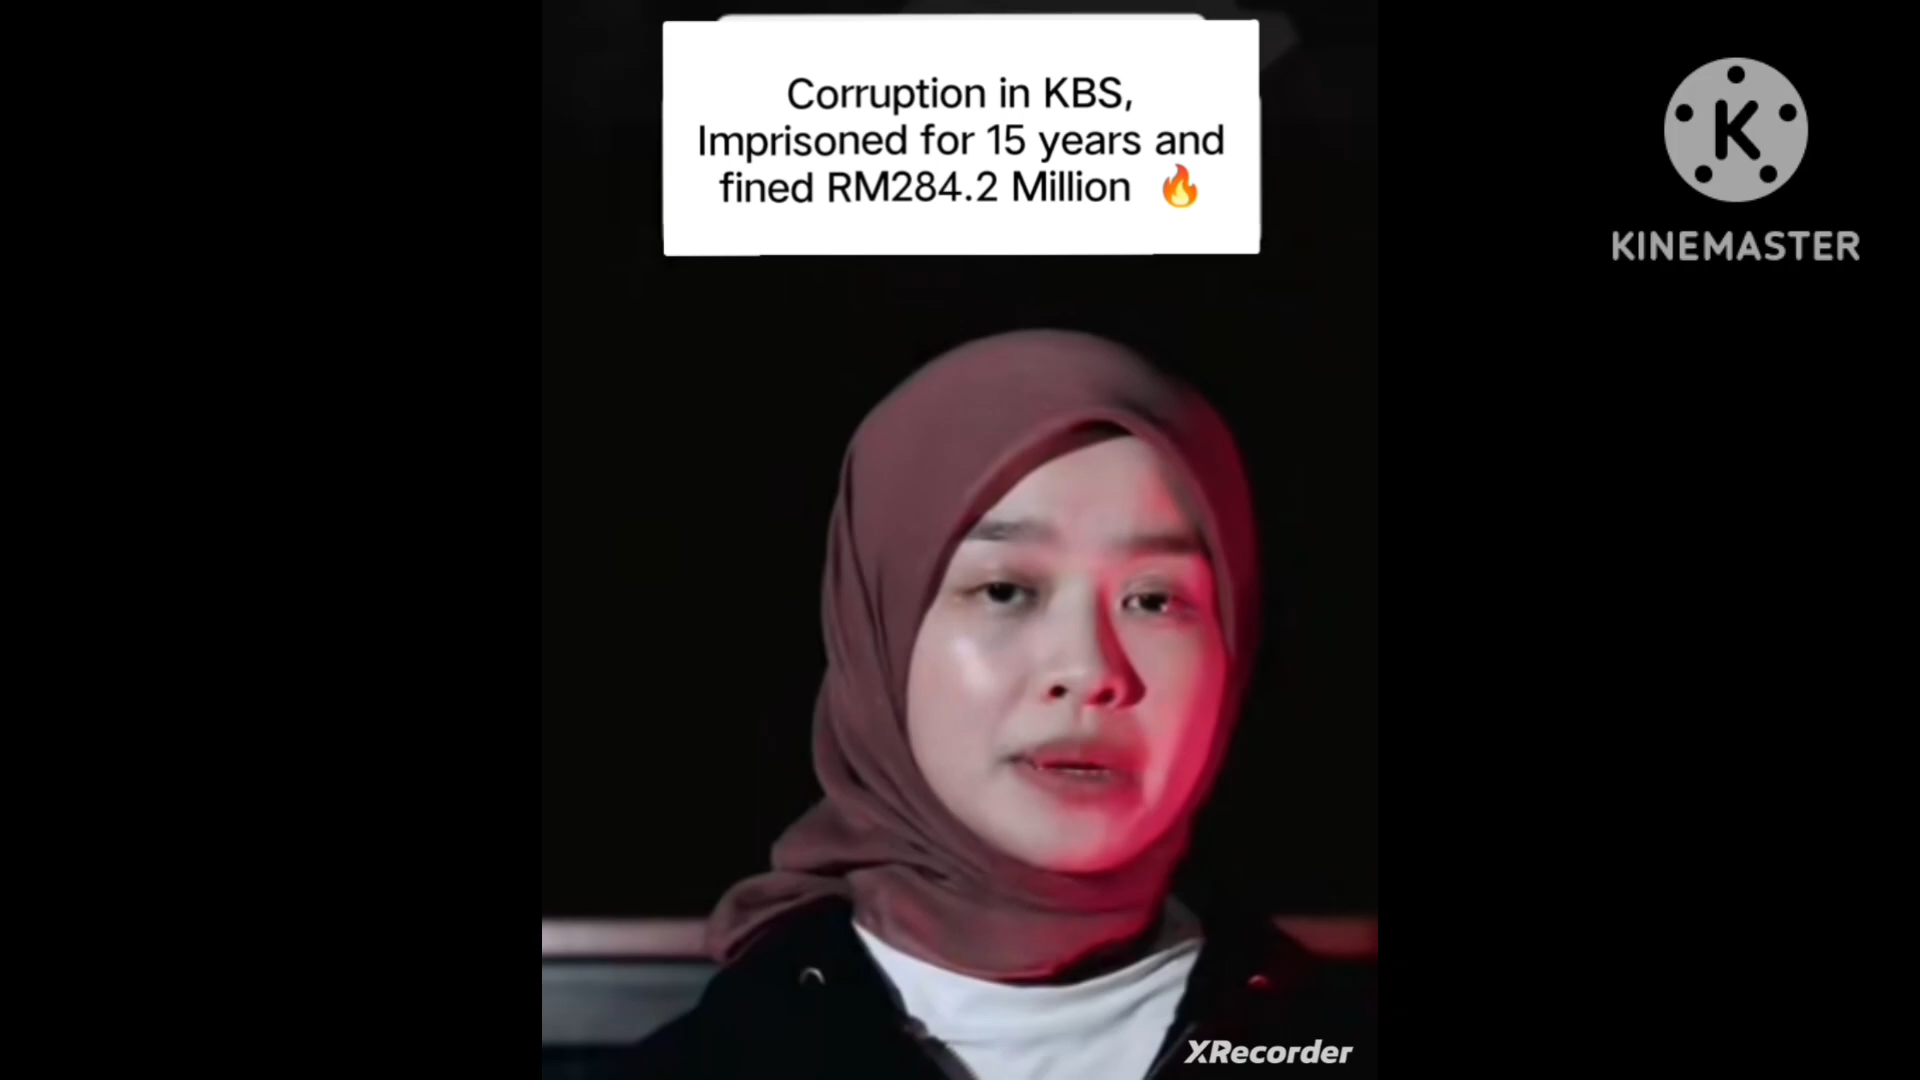 Corruption in KBS,
Imprisoned for 15 years and
fined RM284.2 Million 🔥
K
KINEMASTER
XRecorder